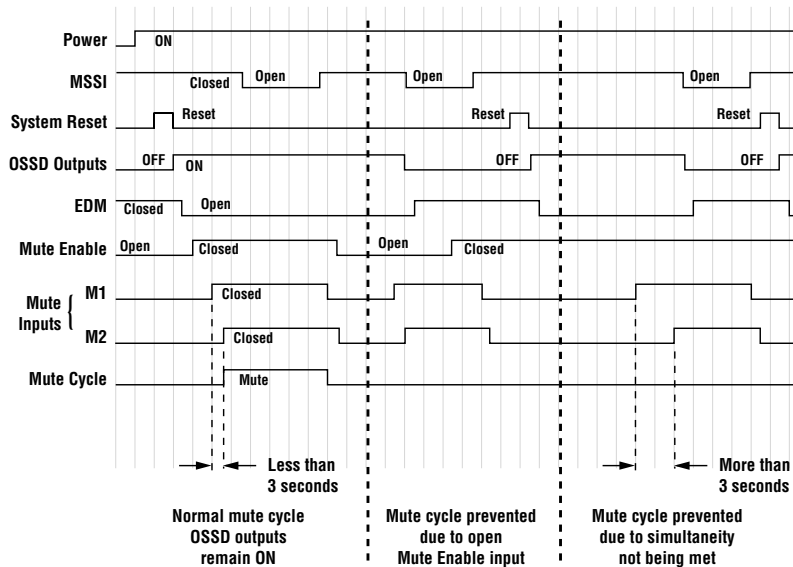 Power
ON
MSSI
Closed
Open
Open
Open
System Reset
Reset
Reset
Reset
OSSD Outputs
OFF
ON
OFF
OFF
EDM
Closed
Open
Mute Enable
Open
Closed
Open
Closed
Mute
Inputs
M1
Closed
M2
Closed
Mute Cycle
Mute
Less than
3 seconds
More than
3 seconds
Normal mute cycle
OSSD outputs
remain ON
Mute cycle prevented
due to open
Mute Enable input
Mute cycle prevented
due to simultaneity
not being met